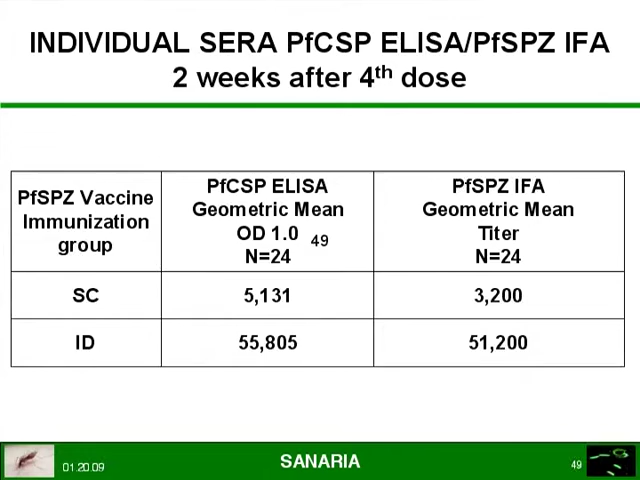 INDIVIDUAL SERA PfCSP ELISA/PfSPZ IFA
2 weeks after 4th dose
PfSPZ Vaccine
Immunization
group
PfCSP ELISA
Geometric Mean
OD 1.0 49
N=24
PfSPZ IFA
Geometric Mean
Titer
N=24
SC
5,131
3,200
ID
55,805
51,200
01.20.09
SANARIA
49